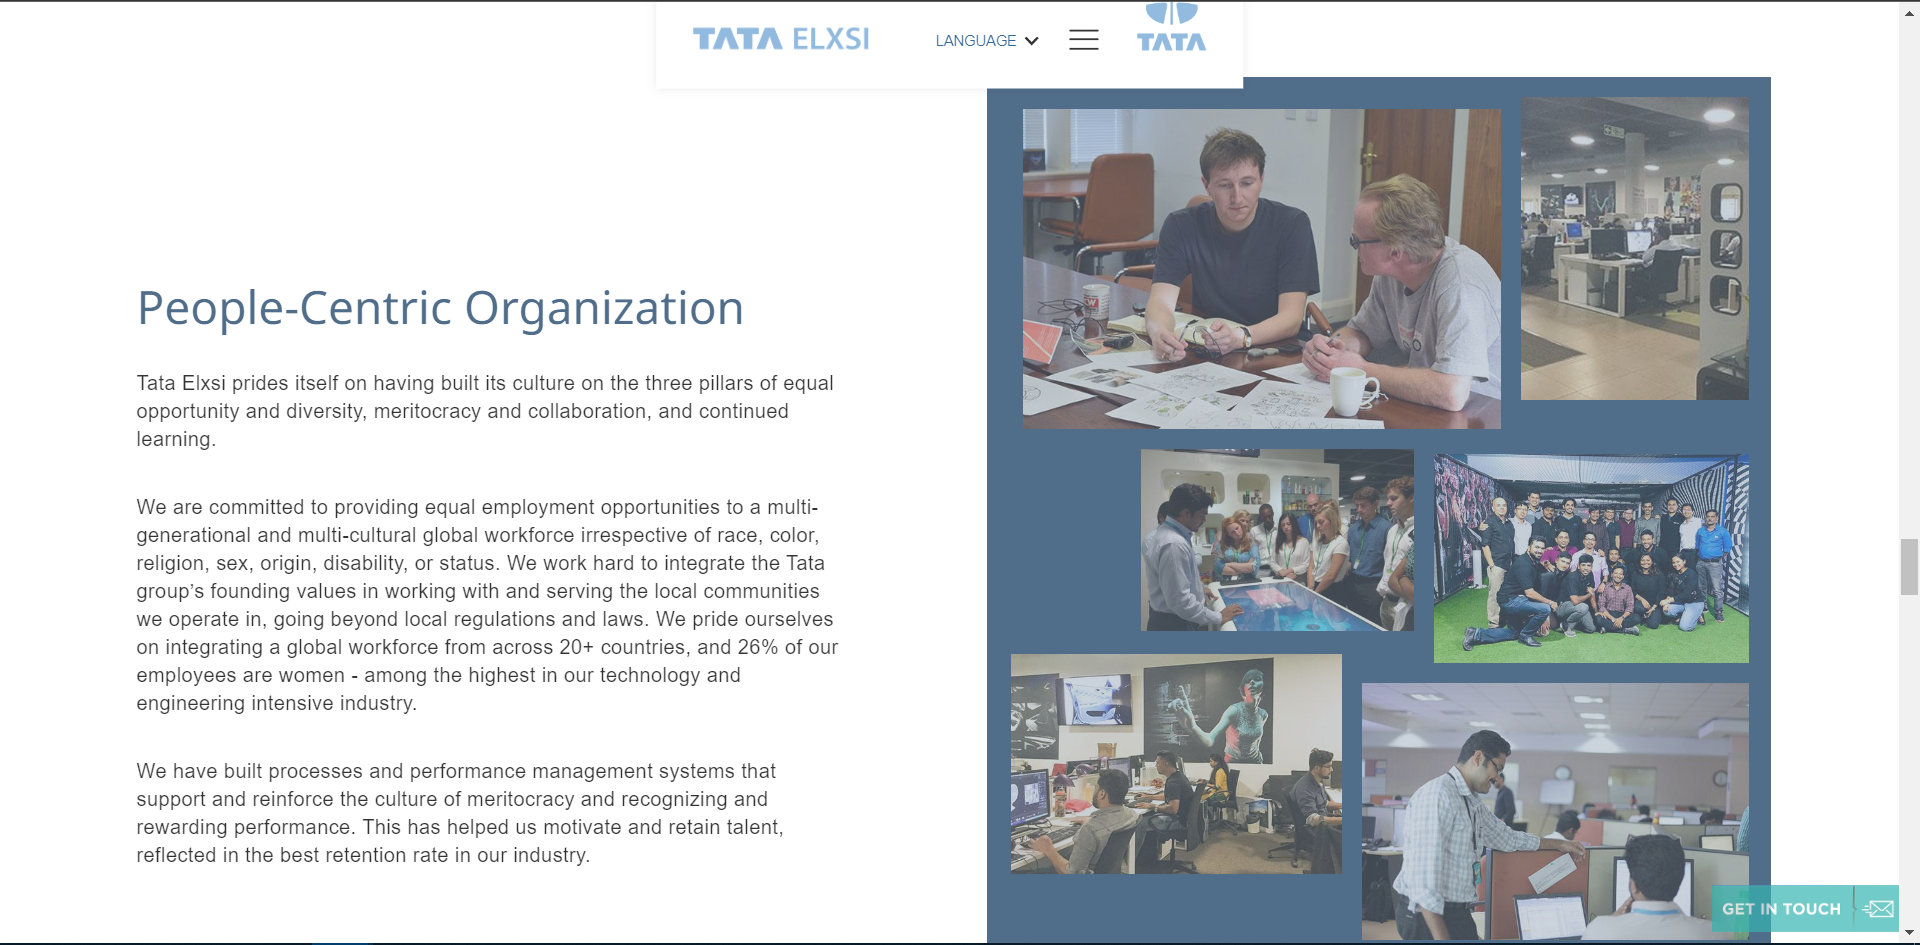 TATA ELXSI
LANGUAGE
TATA
People-Centric Organization
Tata Elxsi prides itself on having built its culture on the three pillars of equal
opportunity and diversity, meritocracy and collaboration, and continued
learning.
We are committed to providing equal employment opportunities to a multi-
generational and multi-cultural global workforce irrespective of race, color,
religion, sex, origin, disability, or status. We work hard to integrate the Tata
group’s founding values in working with and serving the local communities
we operate in, going beyond local regulations and laws. We pride ourselves
on integrating a global workforce from across 20+ countries, and 26% of our
employees are women - among the highest in our technology and
engineering intensive industry.
We have built processes and performance management systems that
support and reinforce the culture of meritocracy and recognizing and
rewarding performance. This has helped us motivate and retain talent,
reflected in the best retention rate in our industry.
GET IN TOUCH